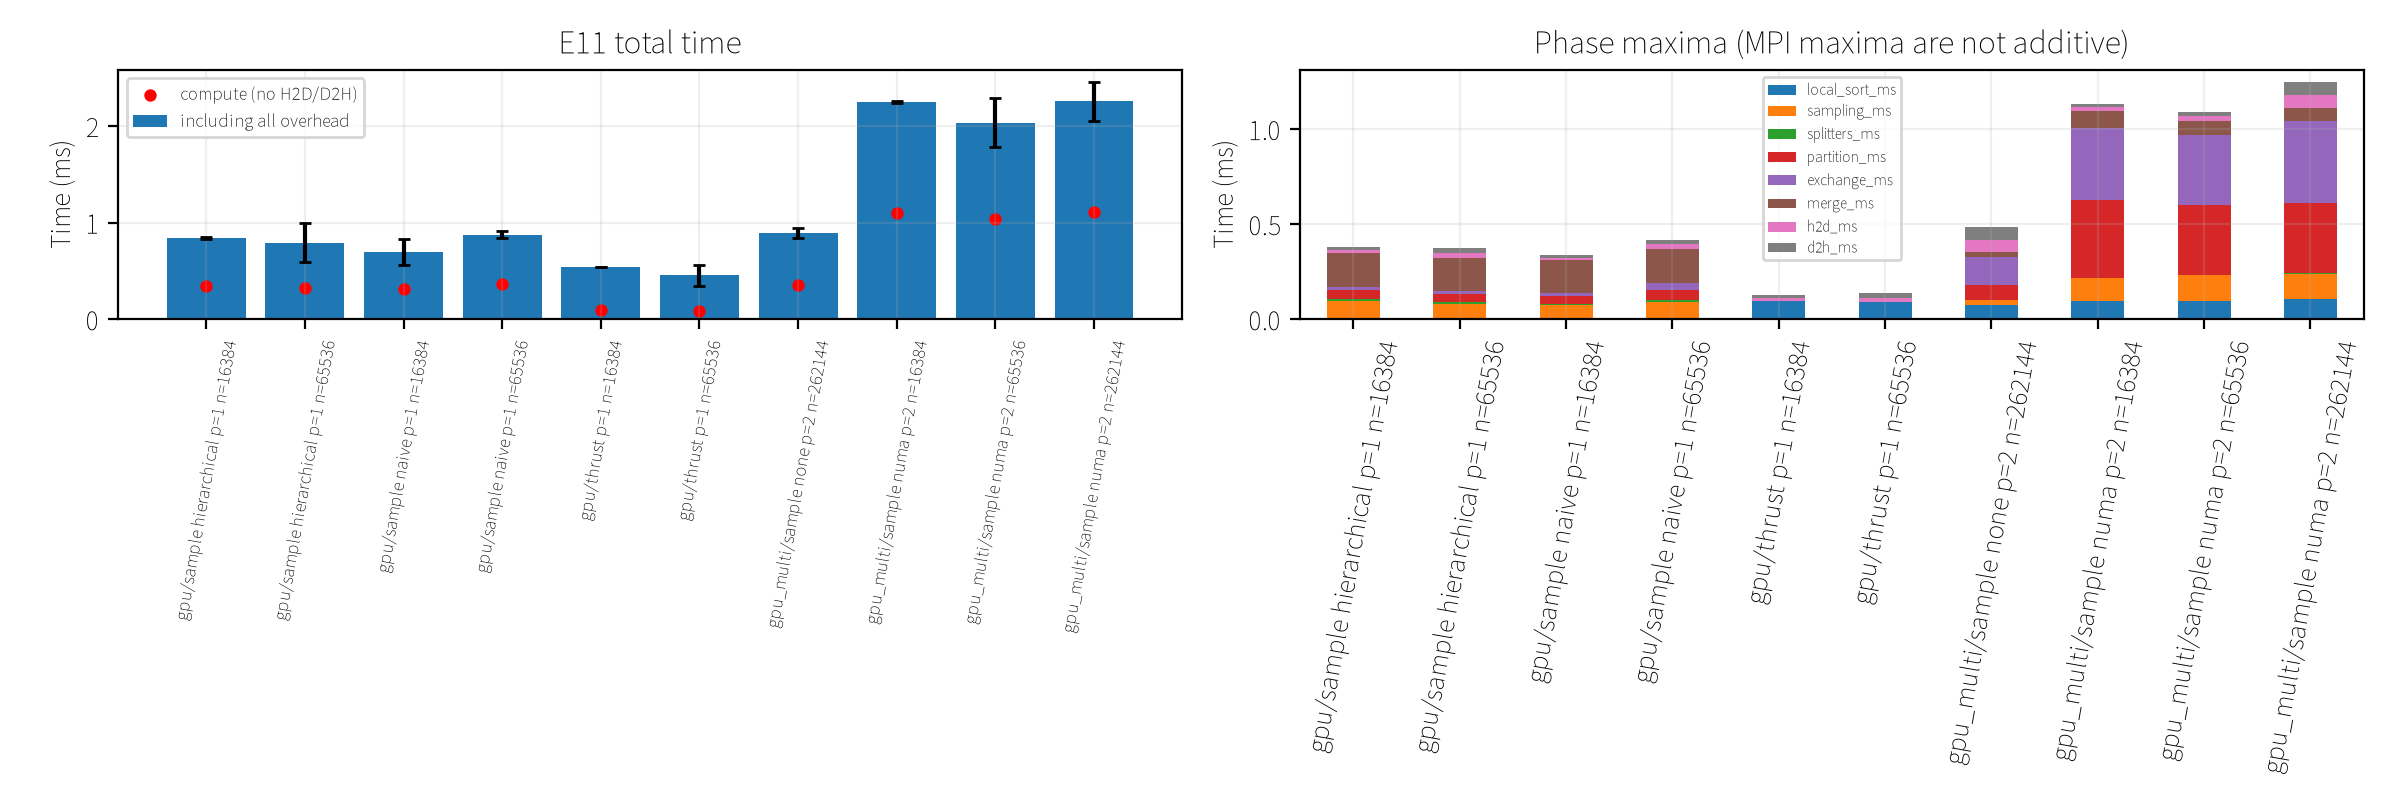 E11 total time
Time (ms)
2
1
0
compute (no H2D/D2H)
including all overhead
gpu/sample hierarchical p=1 n=16384
gpu/sample hierarchical p=1 n=65536
gpu/sample naive p=1 n=16384
gpu/sample naive p=1 n=65536
gpu/thrust p=1 n=16384
gpu/thrust p=1 n=65536
gpu_multi/sample none p=2 n=262144
gpu_multi/sample numa p=2 n=16384
gpu_multi/sample numa p=2 n=65536
gpu_multi/sample numa p=2 n=262144
Phase maxima (MPI maxima are not additive)
Time (ms)
1.0
0.5
0.0
local_sort_ms
sampling_ms
splitters_ms
partition_ms
exchange_ms
merge_ms
h2d_ms
d2h_ms
gpu/sample hierarchical p=1 n=16384
gpu/sample hierarchical p=1 n=65536
gpu/sample naive p=1 n=16384
gpu/sample naive p=1 n=65536
gpu/thrust p=1 n=16384
gpu/thrust p=1 n=65536
gpu_multi/sample none p=2 n=262144
gpu_multi/sample numa p=2 n=16384
gpu_multi/sample numa p=2 n=65536
gpu_multi/sample numa p=2 n=262144